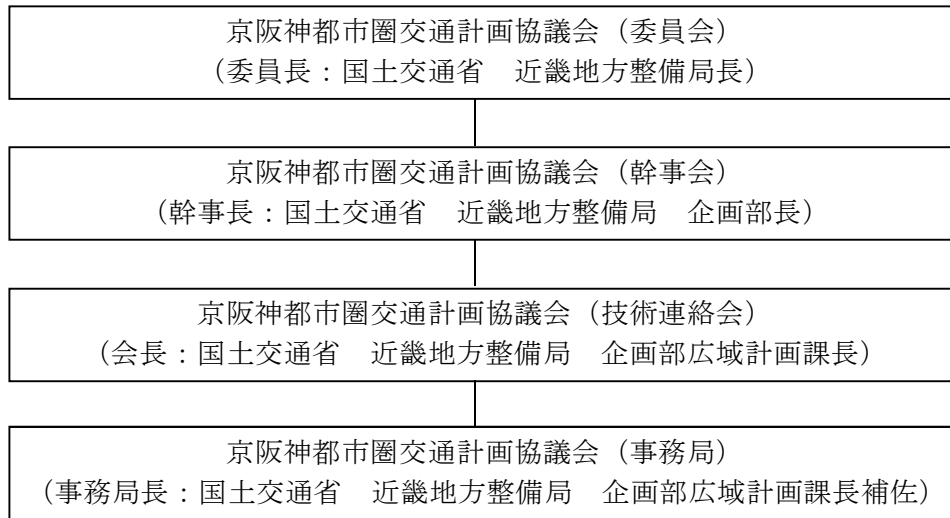 京阪神都市圏交通計画協議会（委員会）
（委員長：国土交通省　近畿地方整備局長）
京阪神都市圏交通計画協議会（幹事会）
（幹事長：国土交通省　近畿地方整備局　企画部長）
京阪神都市圏交通計画協議会（技術連絡会）
（会長：国土交通省　近畿地方整備局　企画部広域計画課長）
京阪神都市圏交通計画協議会（事務局）
（事務局長：国土交通省　近畿地方整備局　企画部広域計画課長補佐）